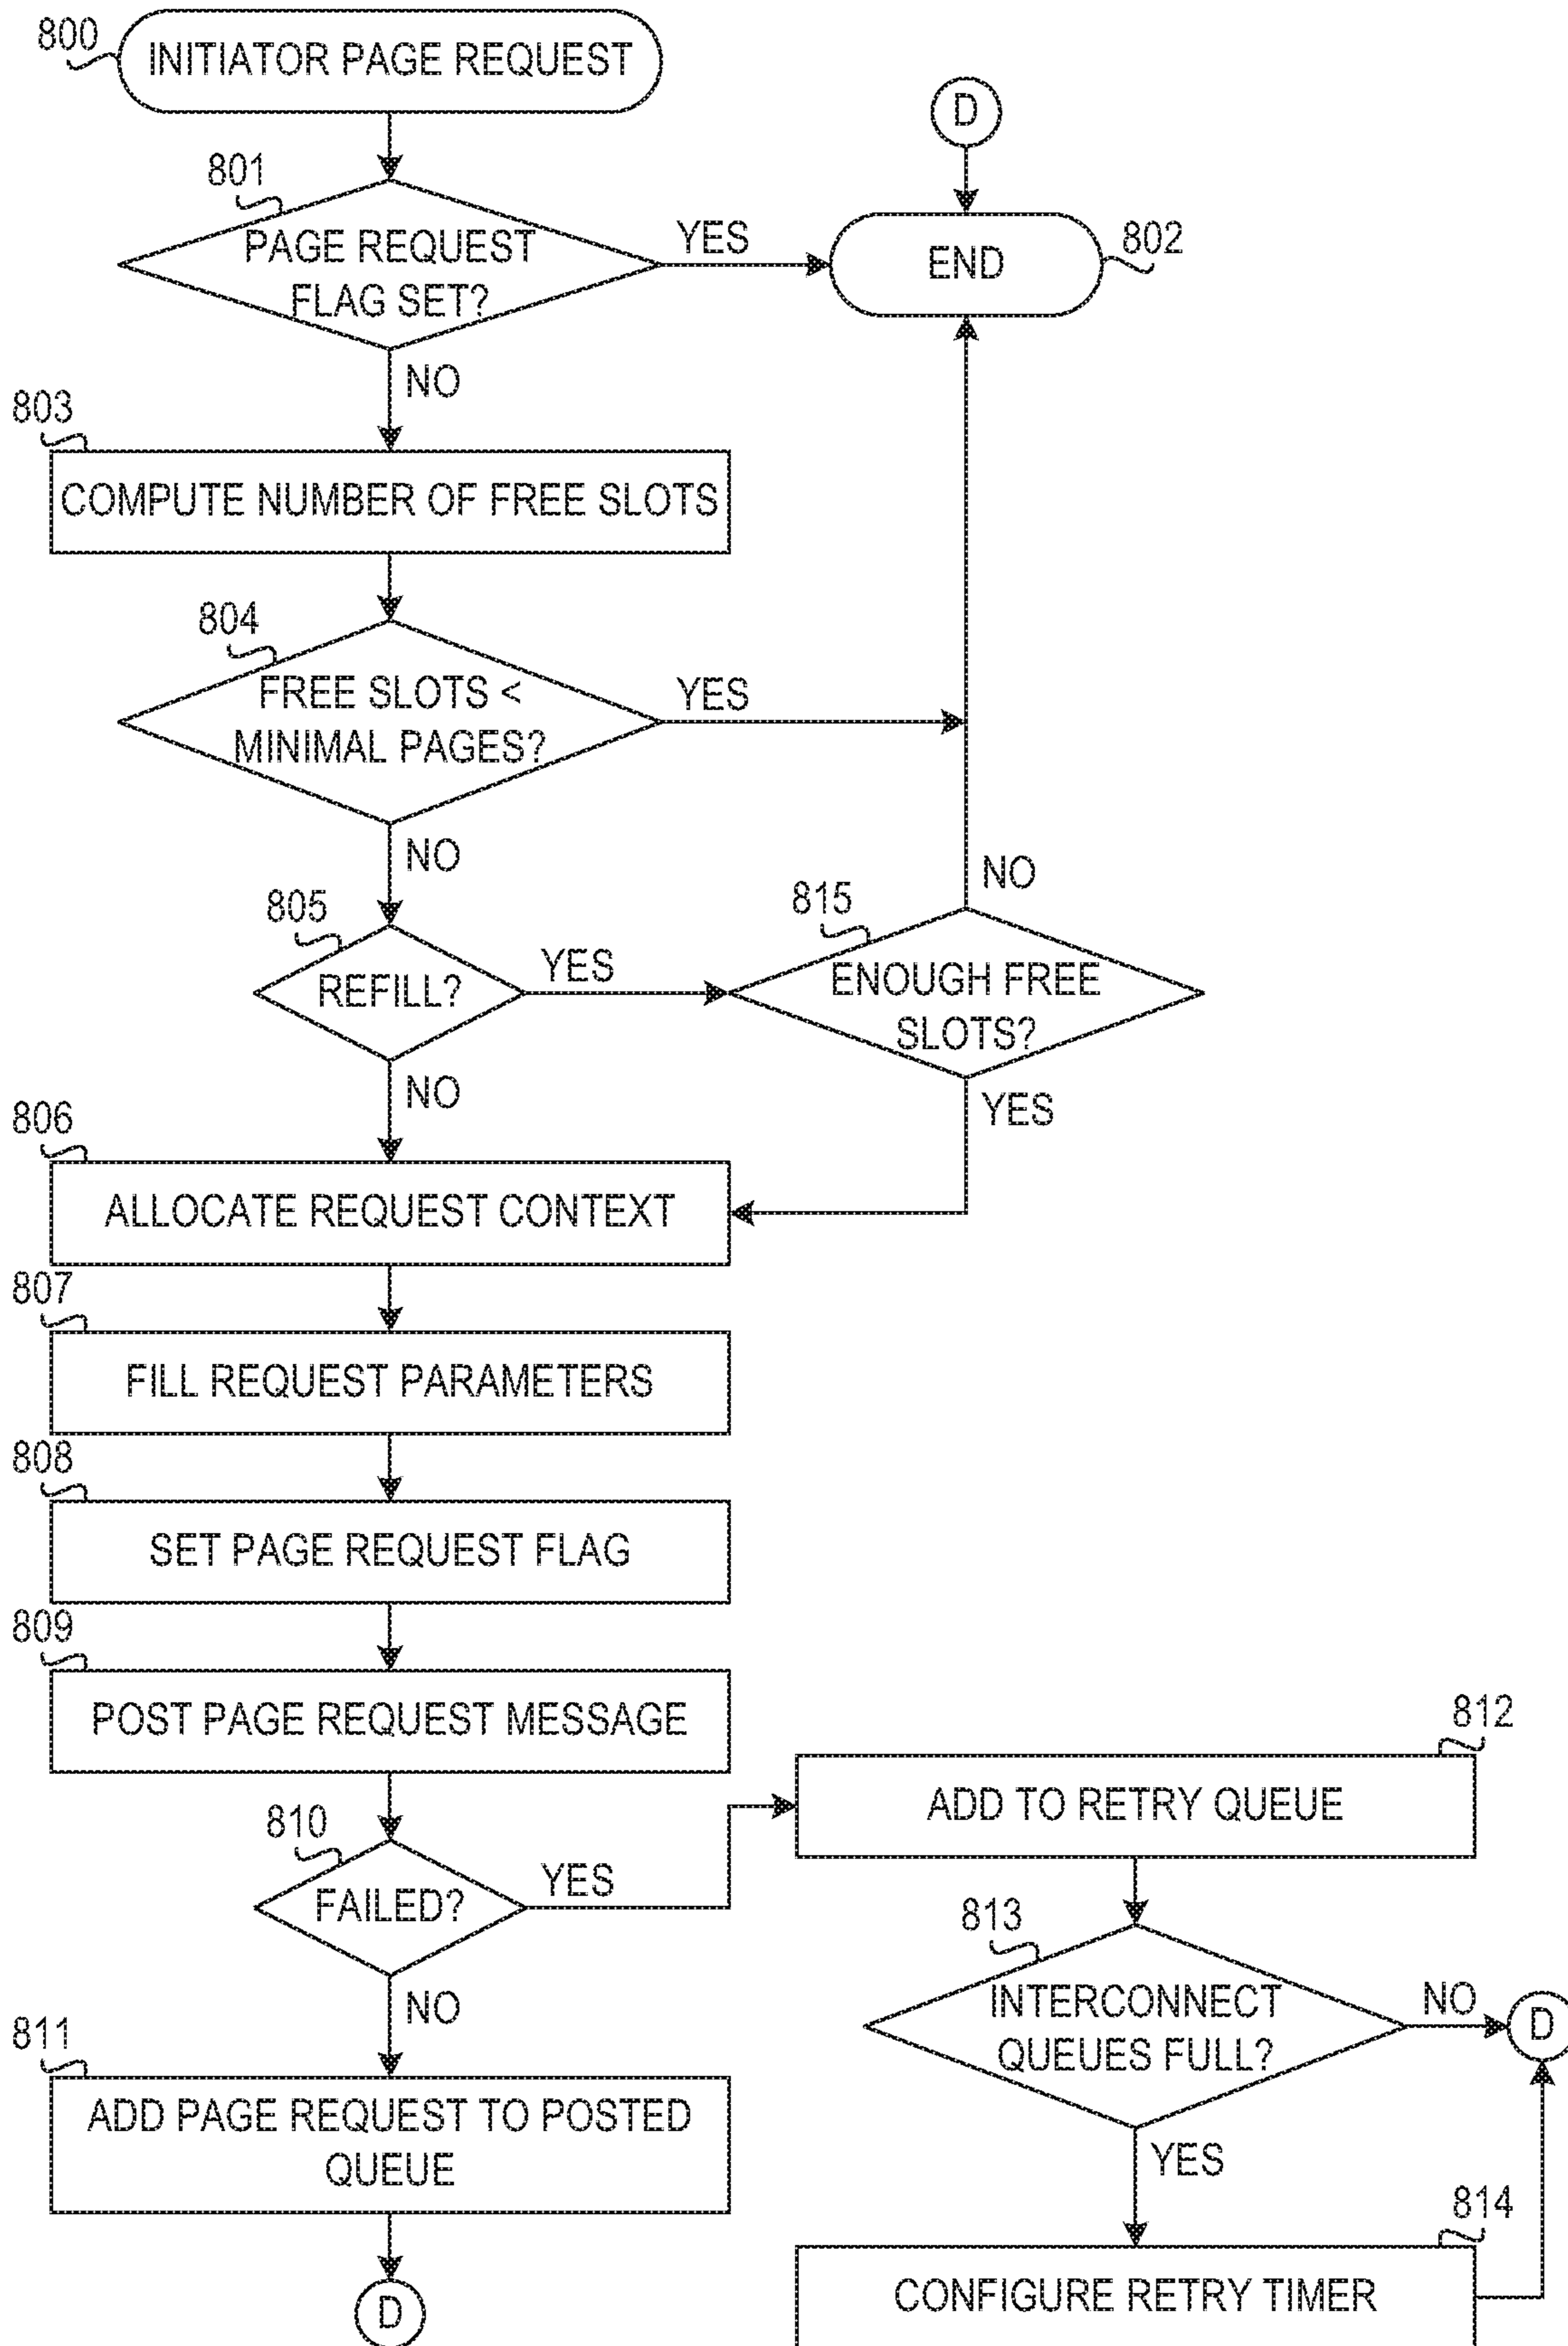 800
INITIATOR PAGE REQUEST
D
801
PAGE REQUEST
FLAG SET?
YES
END
802
NO
803
COMPUTE NUMBER OF FREE SLOTS
804
FREE SLOTS <
MINIMAL PAGES?
YES
NO
805
REFILL?
YES
815
ENOUGH FREE
SLOTS?
NO
NO
YES
806
ALLOCATE REQUEST CONTEXT
807
FILL REQUEST PARAMETERS
808
SET PAGE REQUEST FLAG
809
POST PAGE REQUEST MESSAGE
810
FAILED?
YES
812
ADD TO RETRY QUEUE
813
INTERCONNECT
QUEUES FULL?
NO
D
NO
811
ADD PAGE REQUEST TO POSTED
QUEUE
YES
814
CONFIGURE RETRY TIMER
D